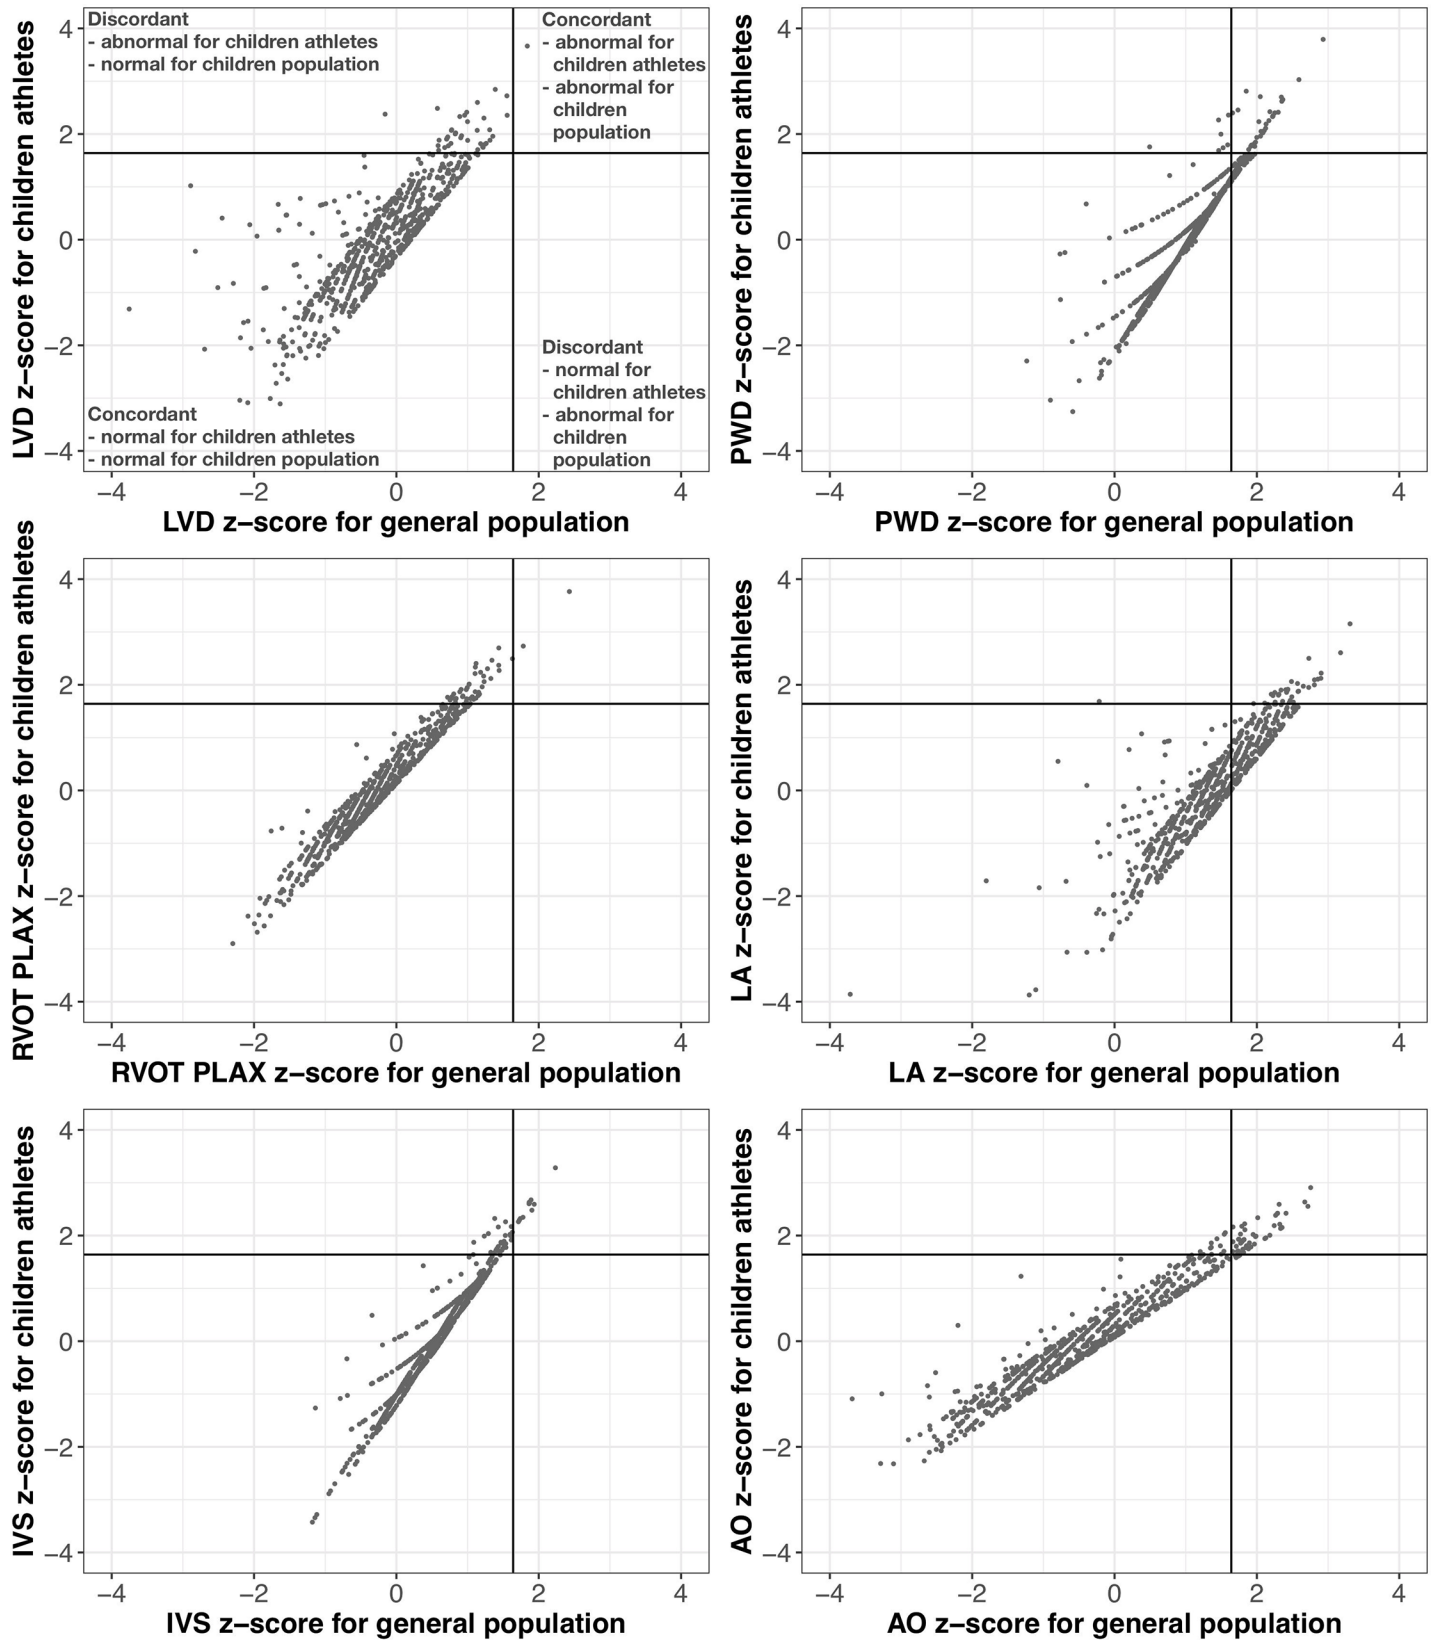 LVD z−score for children athletes
4
2
0
−2
−4
Discordant
- abnormal for children athletes
- normal for children population
Concordant
- abnormal for
children athletes
- abnormal for
children
population
Discordant
- normal for
children athletes
- abnormal for
children
population
Concordant
- normal for children athletes
- normal for children population
−4 −2 0 2 4
LVD z−score for general population
PWD z−score for children athletes
4
2
0
−2
−4
−4 −2 0 2 4
PWD z−score for general population
RVOT PLAX z−score for children athletes
4
2
0
−2
−4
−4 −2 0 2 4
RVOT PLAX z−score for general population
LA z−score for children athletes
4
2
0
−2
−4
−4 −2 0 2 4
LA z−score for general population
IVS z−score for children athletes
4
2
0
−2
−4
−4 −2 0 2 4
IVS z−score for general population
AO z−score for children athletes
4
2
0
−2
−4
−4 −2 0 2 4
AO z−score for general population